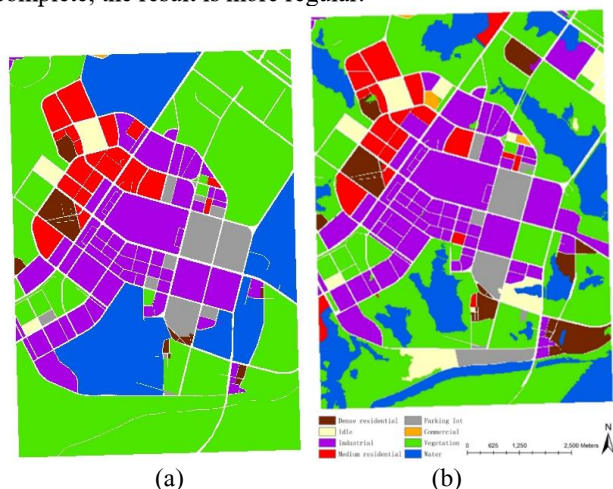 complete, the result is more regular.
Dense residential
Parking lot
Idle
Commercial
Industrial
Vegetation
Medium residential
Water
N
0 625 1,250 2,500 Meters
(a)
(b)